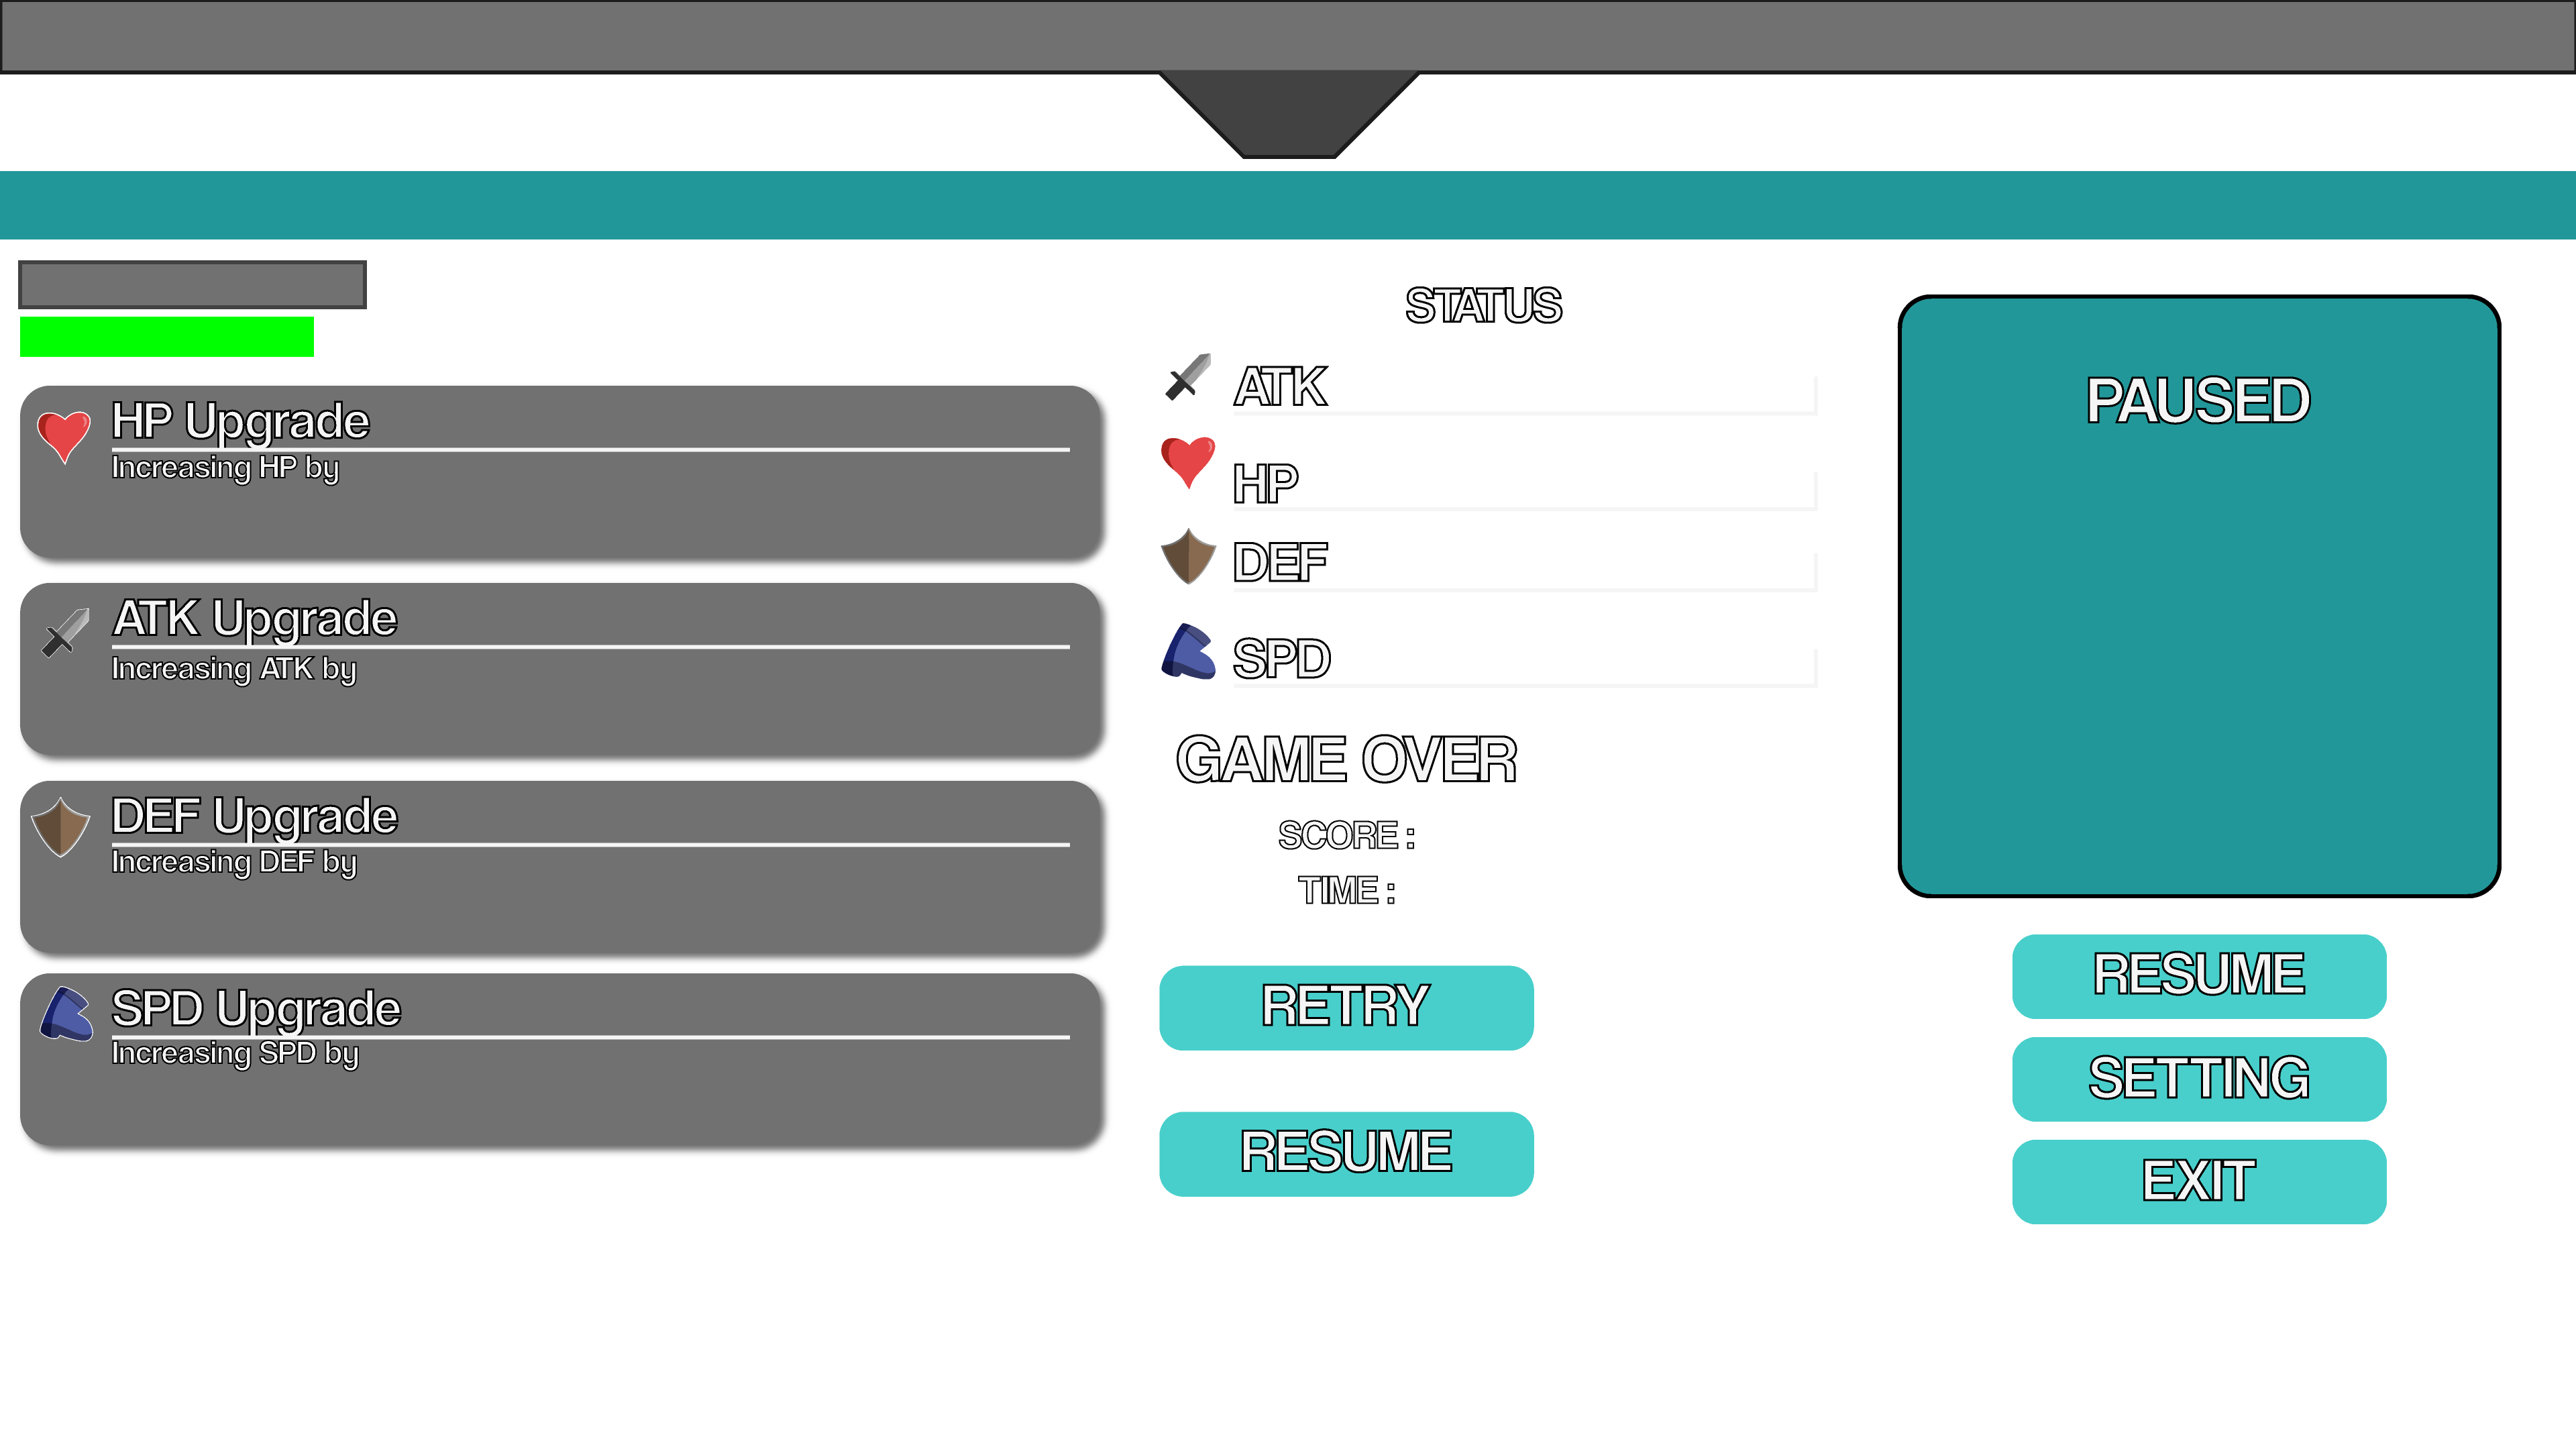 HP Upgrade
Increasing HP by
ATK Upgrade
Increasing ATK by
DEF Upgrade
Increasing DEF by
SPD Upgrade
Increasing SPD by
STATUS
ATK
HP
DEF
SPD
GAME OVER
SCORE :
TIME :
RETRY
RESUME
PAUSED
RESUME
SETTING
EXIT